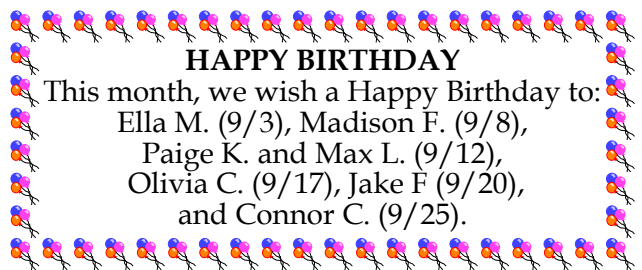 HAPPY BIRTHDAY
This month, we wish a Happy Birthday to:
Ella M. (9/3), Madison F. (9/8),
Paige K. and Max L. (9/12),
Olivia C. (9/17), Jake F (9/20),
and Connor C. (9/25).